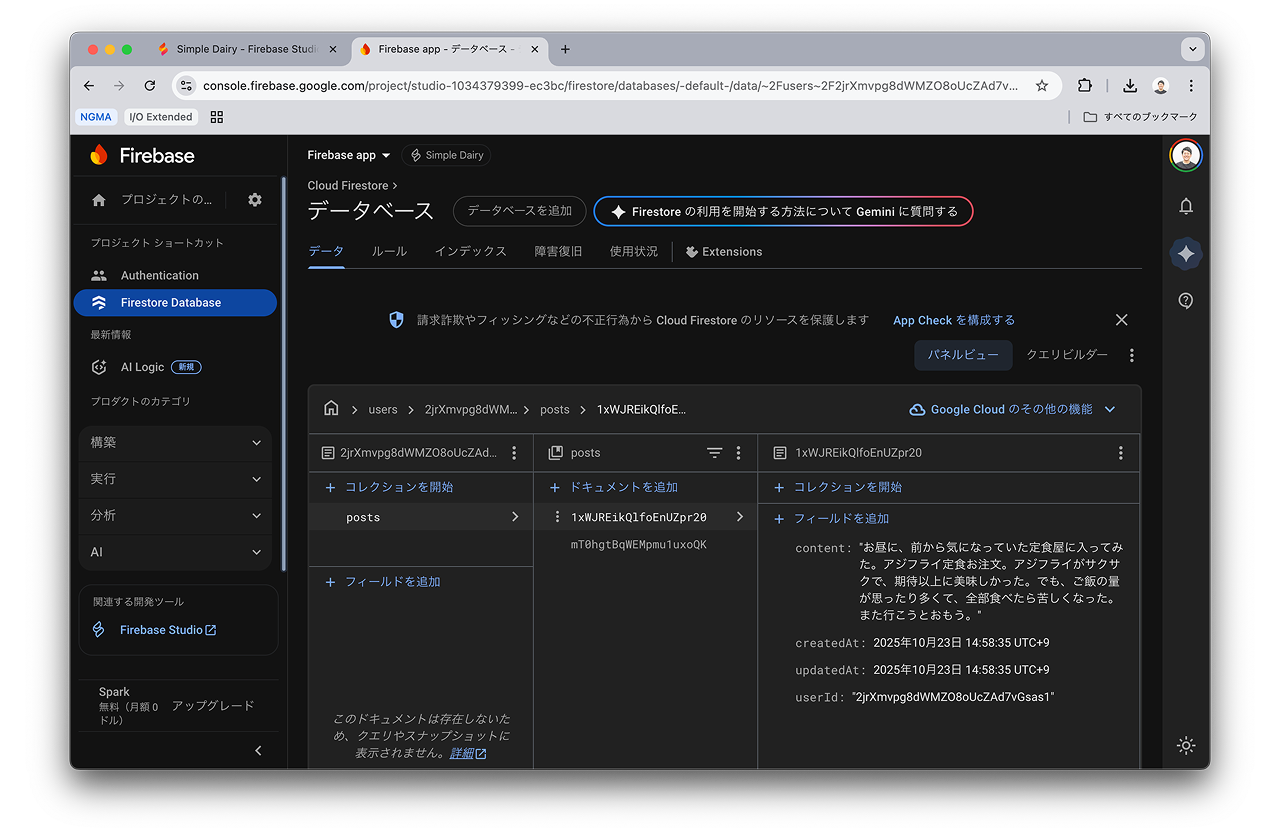 Simple Dairy - Firebase Studi
Firebase app - データベース -
console.firebase.google.com/project/studio-1034379399-ec3bc/firestore/databases/-default-/data/~2Fusers~2F2jrXmvpg8dWMZO8oUcZAd7v...
NGMA
I/O Extended
すべてのブックマーク
Firebase
プロジェクトの...
プロジェクト ショートカット
Authentication
Firestore Database
最新情報
AI Logic 新規
プロダクトのカテゴリ
構築
実行
分析
AI
関連する開発ツール
Firebase Studio
Spark
無料（月額 0
ドル）
アップグレード
Firebase app
Simple Dairy
Cloud Firestore
データベース
データベースを追加
Firestore の利用を開始する方法について Gemini に質問する
データ ルール インデックス 障害復旧 使用状況 Extensions
請求詐欺やフィッシングなどの不正行為から Cloud Firestore のリソースを保護します App Check を構成する
パネルビュー クエリビルダー
users 2jrXmvpg8dWM... posts 1xWJREikQlfoE...
Google Cloud のその他の機能
2jrXmvpg8dWMZO8oUcZAd...
+ コレクションを開始
posts
+ フィールドを追加
このドキュメントは存在しないた
め、クエリやスナップショットに
表示されません。詳細
posts
+ ドキュメントを追加
1xWJREikQlfoEnUZpr20
mT0hgtBqWEMpmu1uxoQK
1xWJREikQlfoEnUZpr20
+ コレクションを開始
+ フィールドを追加
content: "お昼に、前から気になっていた定食屋に入ってみ
た。アジフライ定食お注文。アジフライがサクサ
クで、期待以上に美味しかった。でも、ご飯の量
が思ったり多くて、全部食べたら苦しくなった。
また行こうとおもう。"
createdAt: 2025年10月23日 14:58:35 UTC+9
updatedAt: 2025年10月23日 14:58:35 UTC+9
userId: "2jrXmvpg8dWMZO8oUcZAd7vGsas1"